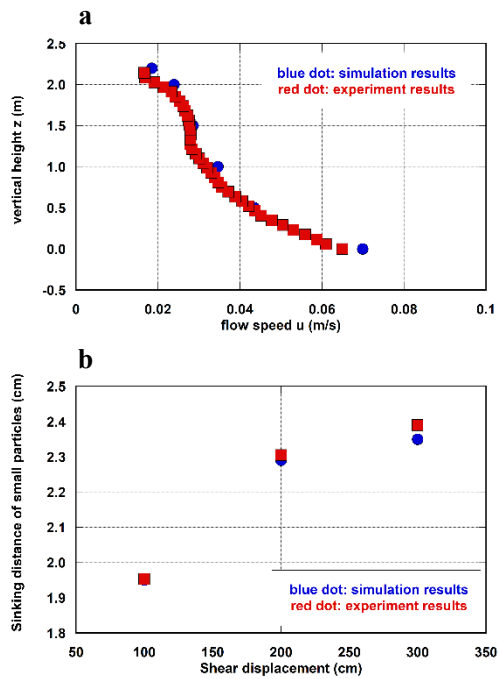 a
2.5
2.0
1.5
1.0
0.5
0.0
-0.5
vertical height z (m)
blue dot: simulation results
red dot: experiment results
0 0.02 0.04 0.06 0.08 0.1
flow speed u (m/s)
b
2.5
2.4
2.3
2.2
2.1
2.0
1.9
1.8
Sinking distance of small particles (cm)
blue dot: simulation results
red dot: experiment results
50 100 150 200 250 300 350
Shear displacement (cm)